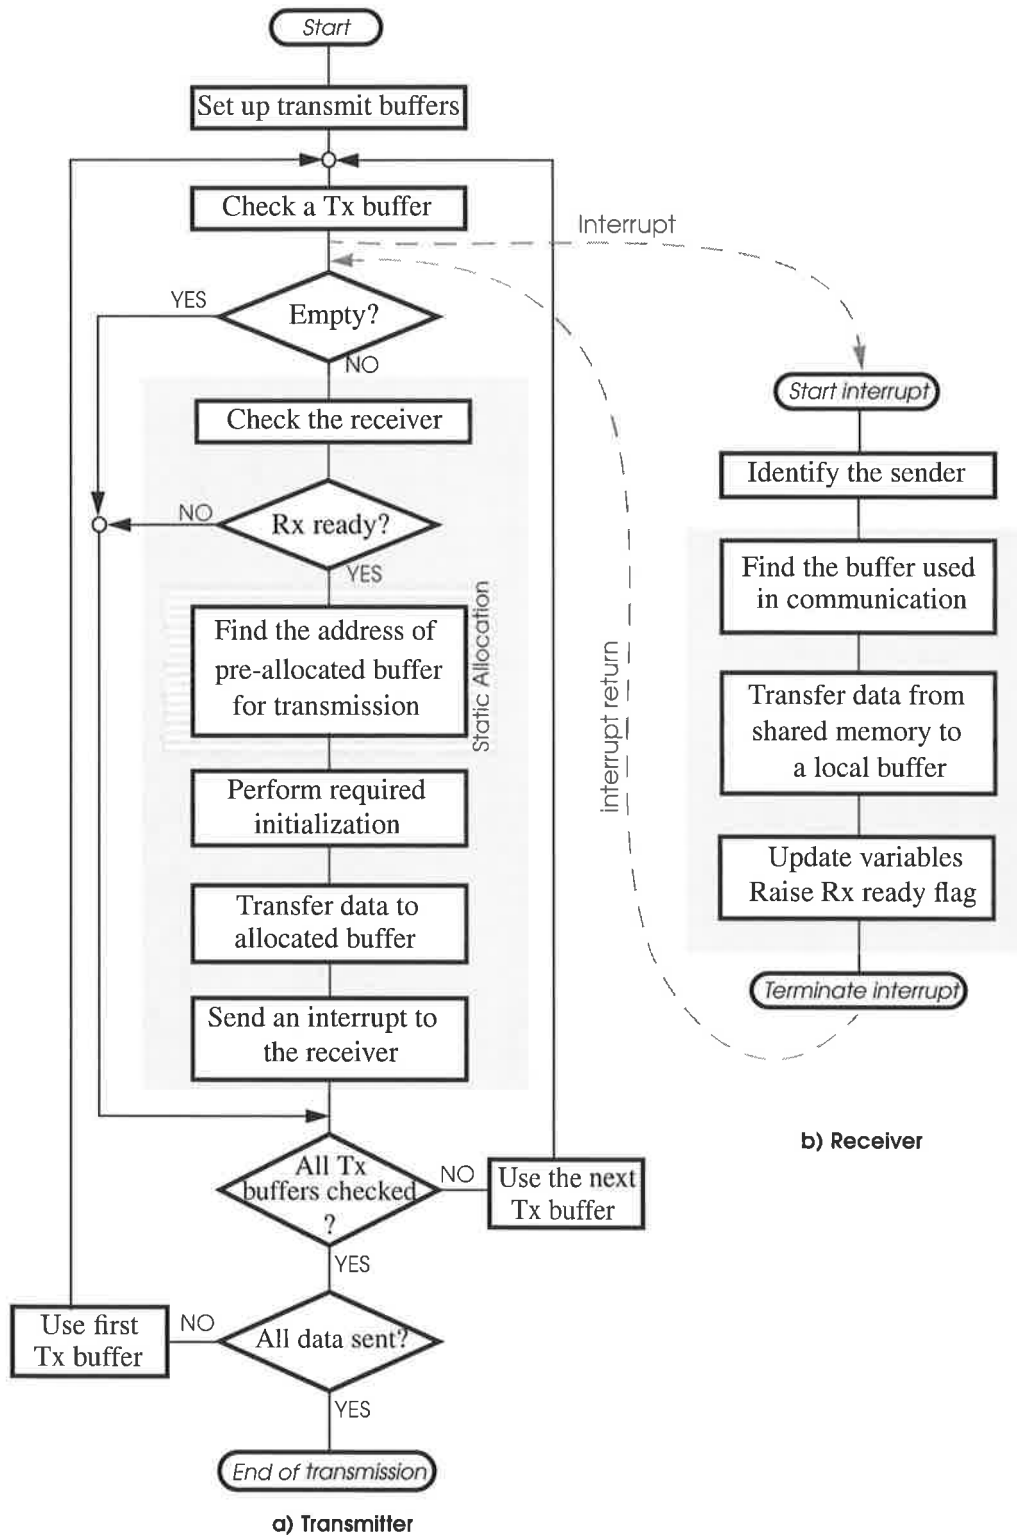 Start
Set up transmit buffers
Check a Tx buffer
Interrupt
YES
Empty?
NO
Check the receiver
NO
Rx ready?
YES
Find the address of
pre-allocated buffer
for transmission
Static Allocation
Perform required
initialization
Transfer data to
allocated buffer
Send an interrupt to
the receiver
All Tx
buffers checked
?
NO
Use the next
Tx buffer
YES
Use first
Tx buffer
NO
All data sent?
YES
End of transmission
a) Transmitter
interrupt return
Start interrupt
Identify the sender
Find the buffer used
in communication
Transfer data from
shared memory to
a local buffer
Update variables
Raise Rx ready flag
Terminate interrupt
b) Receiver